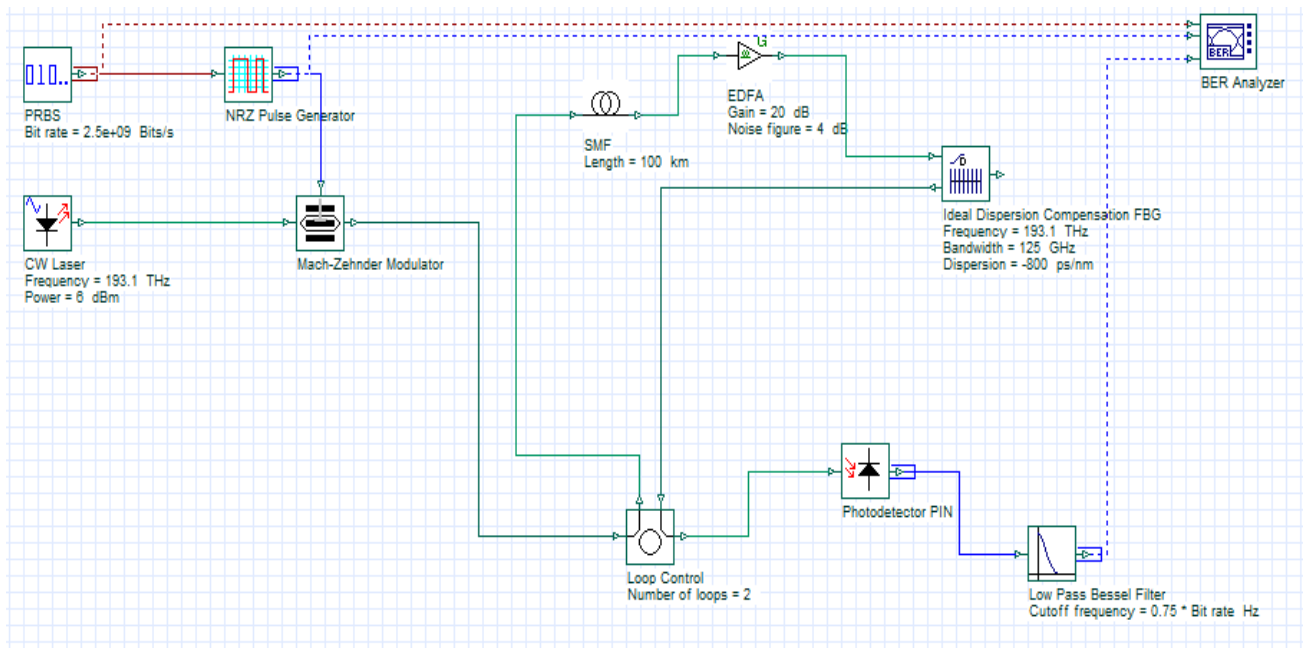 BER
BER Analyzer
010..
PRBS
Bit rate = 2.5e+09 Bits/s
NRZ Pulse Generator
G
EDFA
Gain = 20 dB
Noise figure = 4 dB
SMF
Length = 100 km
D
Ideal Dispersion Compensation FBG
Frequency = 193.1 THz
Bandwidth = 125 GHz
Dispersion = -800 ps/nm
CW Laser
Frequency = 193.1 THz
Power = 6 dBm
Mach-Zehnder Modulator
Photodetector PIN
Loop Control
Number of loops = 2
Low Pass Bessel Filter
Cutoff frequency = 0.75 * Bit rate Hz